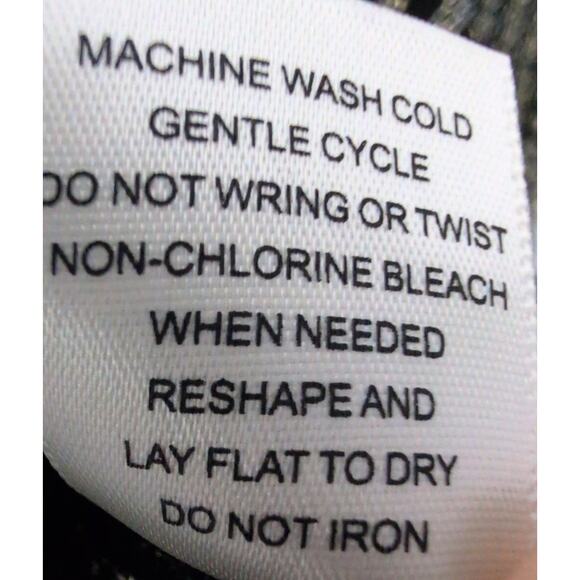 MACHINE WASH COLD
GENTLE CYCLE
DO NOT WRING OR TWIST
NON-CHLORINE BLEACH
WHEN NEEDED
RESHAPE AND
LAY FLAT TO DRY
DO NOT IRON